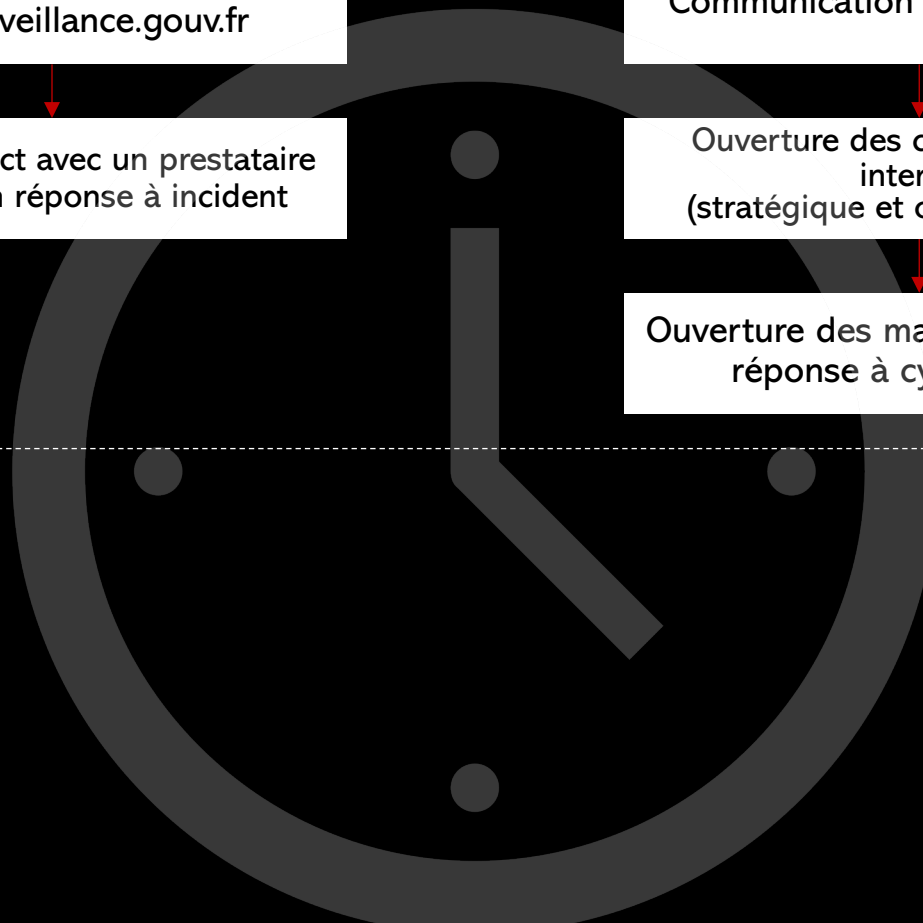 veillance.gouv.fr
Communication
ct avec un prestataire
réponse à incident
Ouverture des
inter
(stratégique et
Ouverture des ma
réponse à cy